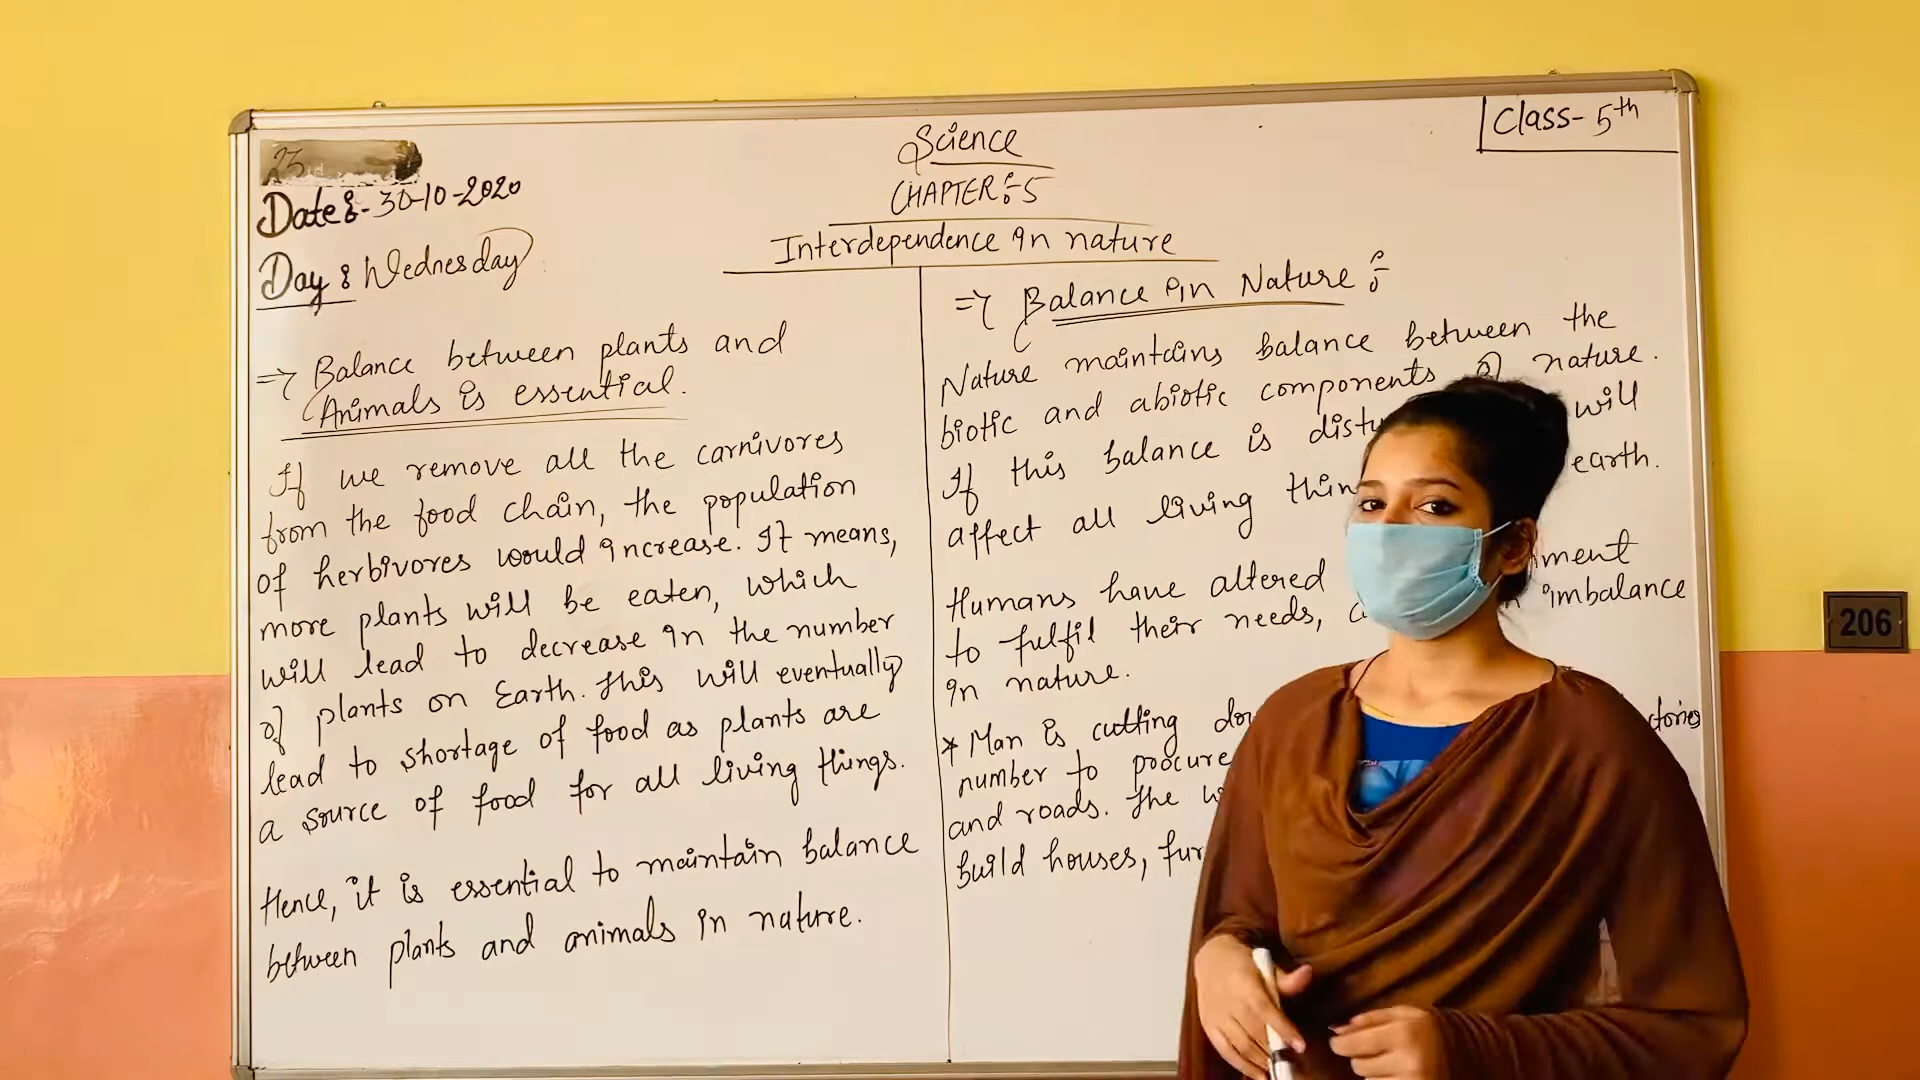 Date:- 30-10-2020
Day: Wednesday
Science
CHAPTER:-5
Interdependence in nature
Class- 5th
=> Balance between plants and
Animals is essential.
If we remove all the carnivores
from the food chain, the population
of herbivores would increase. It means,
more plants will be eaten, which
will lead to decrease in the number
of plants on Earth. This will eventually
lead to shortage of food as plants are
a source of food for all living things.
Hence, it is essential to maintain balance
between plants and animals in nature.
=> Balance in Nature :-
Nature maintains balance between the
biotic and abiotic components of nature.
If this balance is will
affect all living earth.
Humans have altered
to fulfil their needs, imbalance
in nature.
* Man is cutting
number to procure
and roads. The
build houses,
206